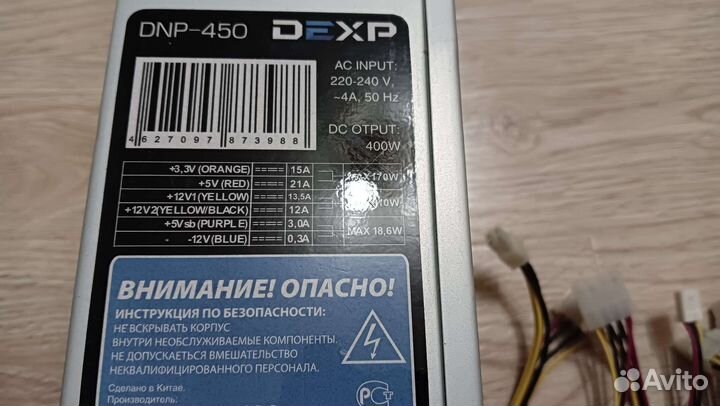 DNP-450 DEXP
AC INPUT:
220-240 V,
~4A, 50 Hz
DC OTPUT:
400W
4 627097 873988
+3,3V (ORANGE) 15A
+5V (RED) 21A MAX170W
+12V1(YELLOW) 13,5A
+12V2(YELLOW/BLACK) 12A
+5Vsb(PURPLE) 3,0A
- -12V(BLUE) 0,3A MAX 18,6W
ВНИМАНИЕ! ОПАСНО!
ИНСТРУКЦИЯ ПО БЕЗОПАСНОСТИ:
НЕ ВСКРЫВАТЬ КОРПУС
ВНУТРИ НЕОБСЛУЖИВАЕМЫЕ КОМПОНЕНТЫ.
НЕ ДОПУСКАЕТСЯ ВМЕШАТЕЛЬСТВО
НЕКВАЛИФИЦИРОВАННОГО ПЕРСОНАЛА.
Сделано в Китае.
Производитель:
Avito